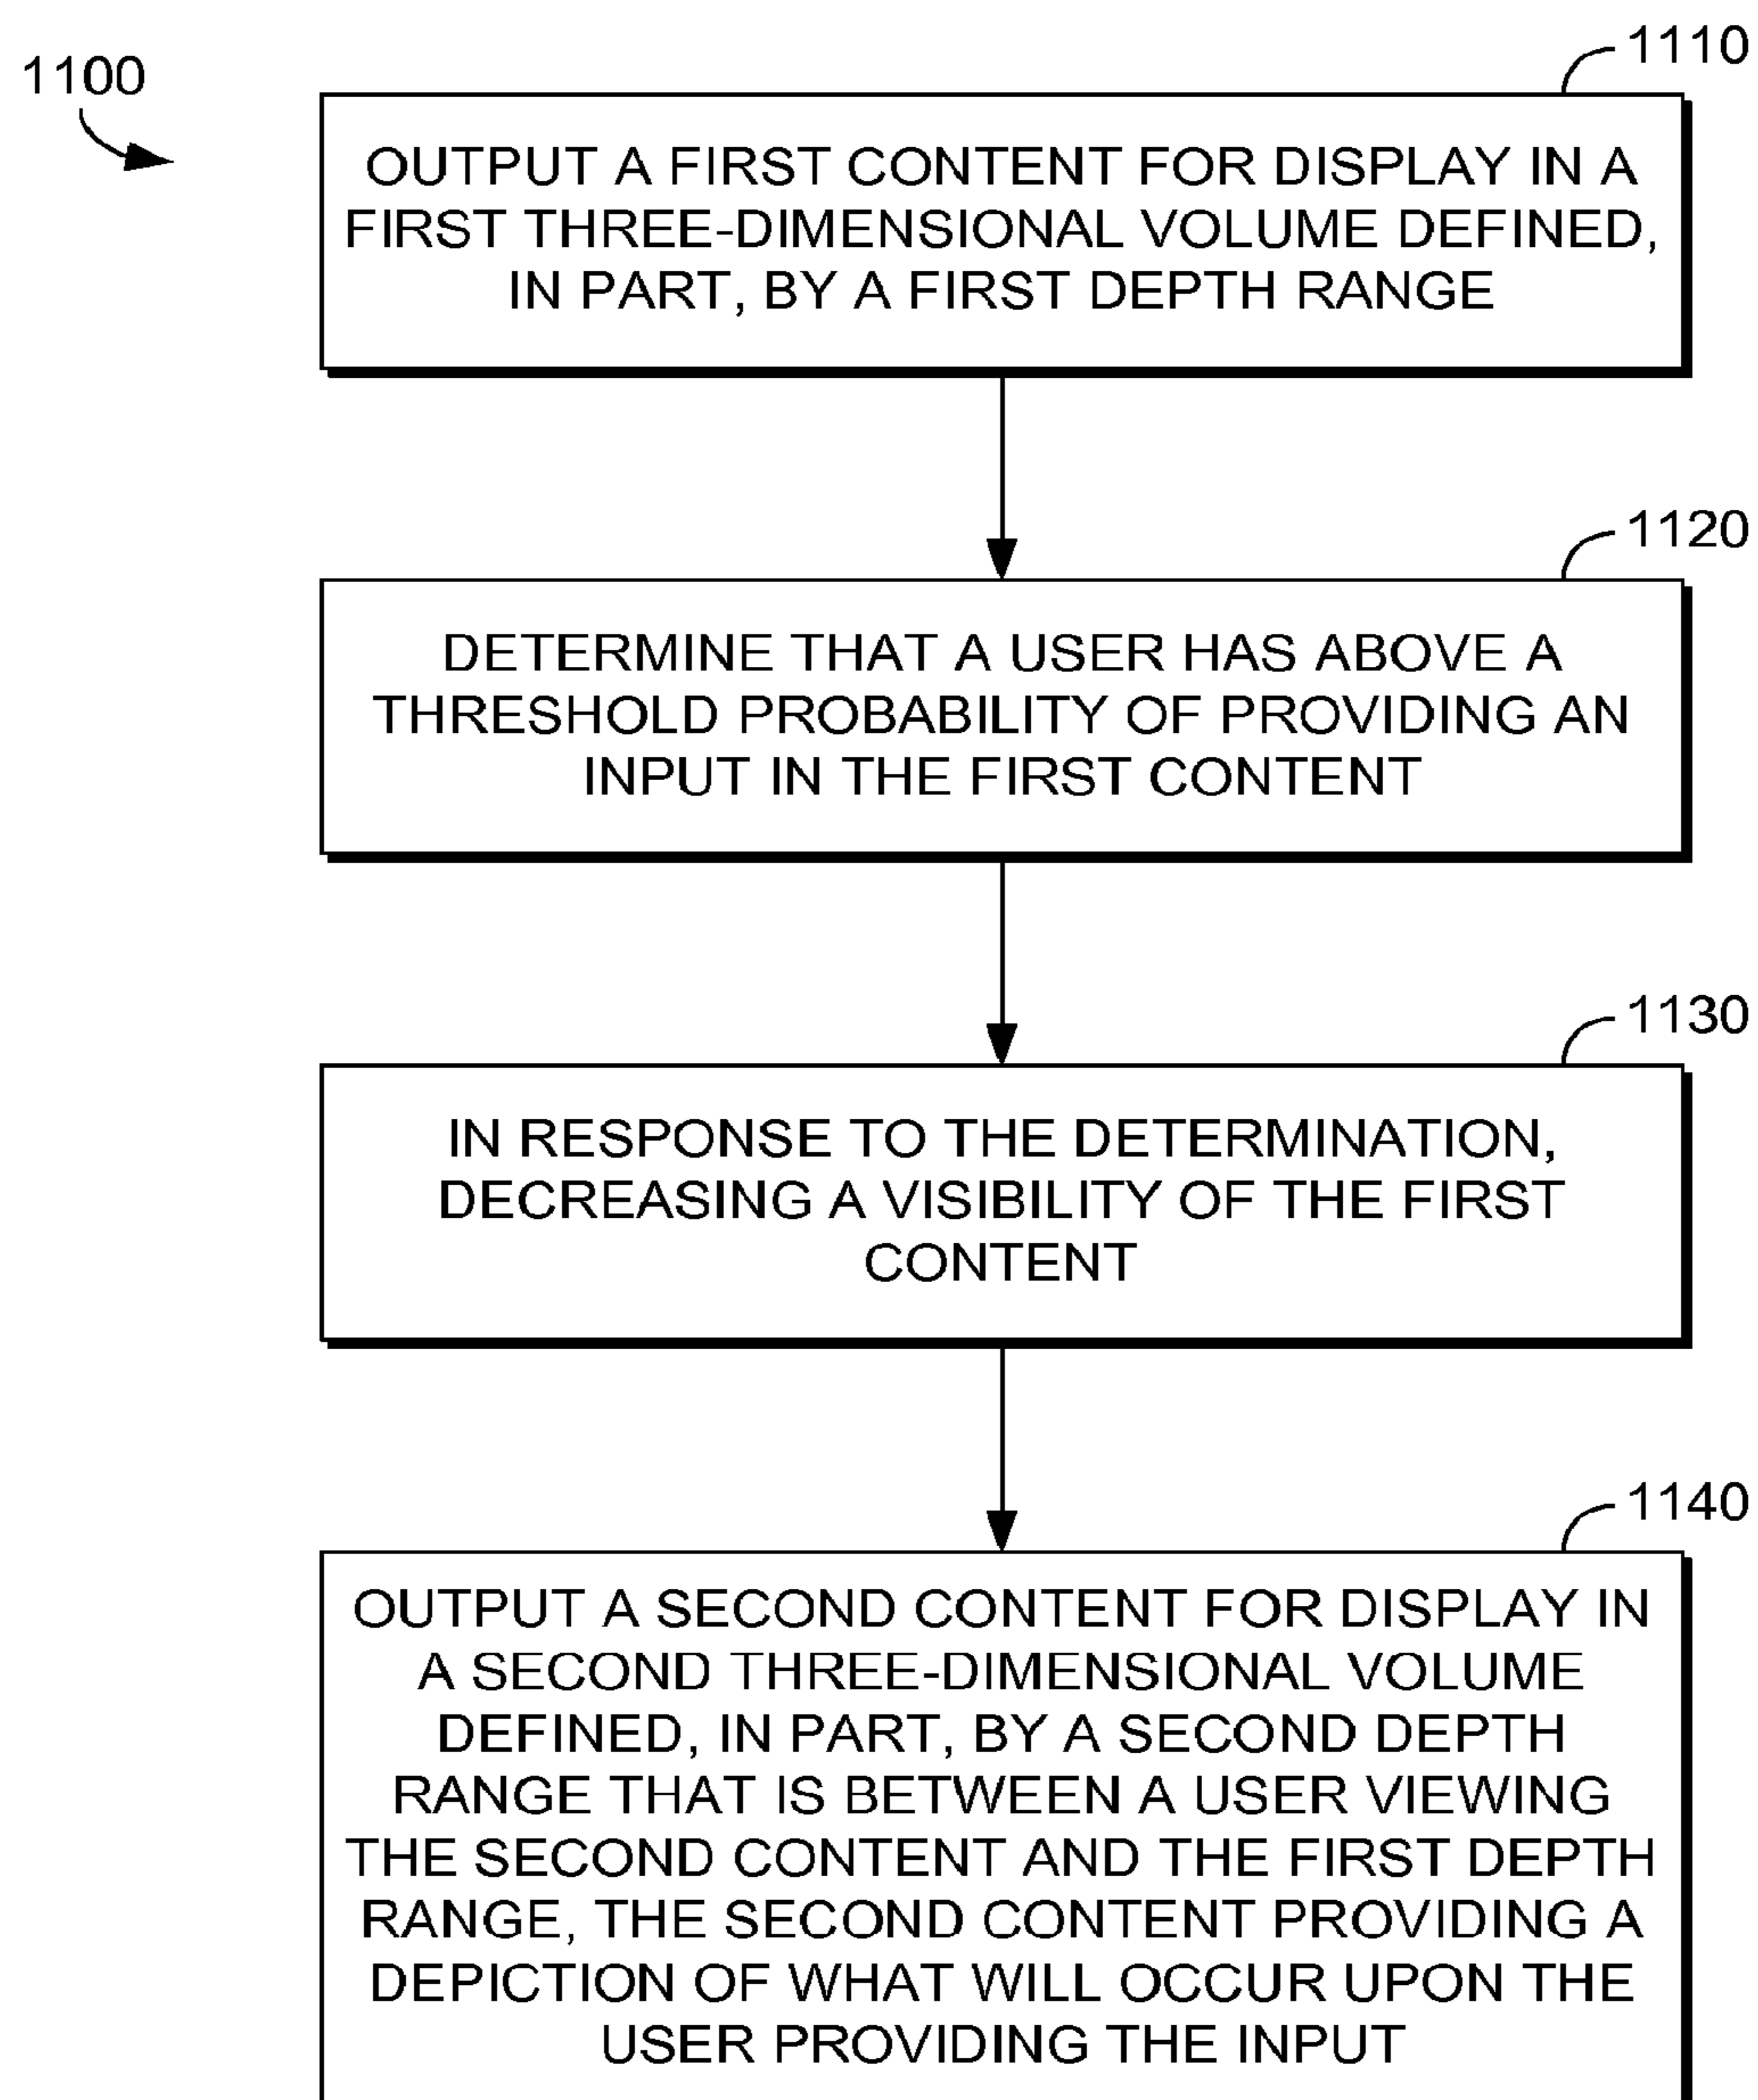 1100
1110
OUTPUT A FIRST CONTENT FOR DISPLAY IN A
FIRST THREE-DIMENSIONAL VOLUME DEFINED,
IN PART, BY A FIRST DEPTH RANGE
1120
DETERMINE THAT A USER HAS ABOVE A
THRESHOLD PROBABILITY OF PROVIDING AN
INPUT IN THE FIRST CONTENT
1130
IN RESPONSE TO THE DETERMINATION,
DECREASING A VISIBILITY OF THE FIRST
CONTENT
1140
OUTPUT A SECOND CONTENT FOR DISPLAY IN
A SECOND THREE-DIMENSIONAL VOLUME
DEFINED, IN PART, BY A SECOND DEPTH
RANGE THAT IS BETWEEN A USER VIEWING
THE SECOND CONTENT AND THE FIRST DEPTH
RANGE, THE SECOND CONTENT PROVIDING A
DEPICTION OF WHAT WILL OCCUR UPON THE
USER PROVIDING THE INPUT